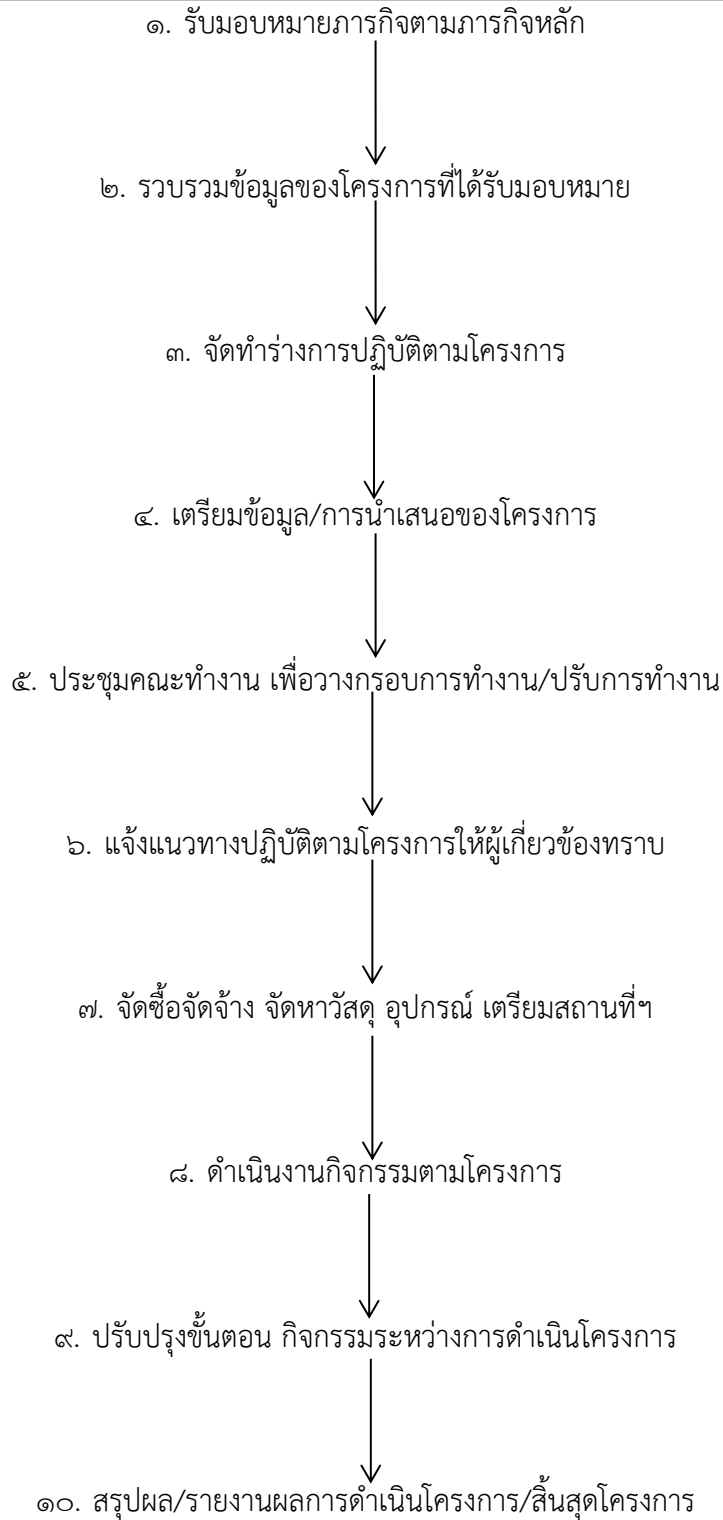 ๑. รับมอบหมายภารกิจตามภารกิจหลัก
๒. รวบรวมข้อมูลของโครงการที่ได้รับมอบหมาย
๓. จัดทำร่างการปฏิบัติตามโครงการ
๔. เตรียมข้อมูล/การนำเสนอของโครงการ
๕. ประชุมคณะทำงาน เพื่อวางกรอบการทำงาน/ปรับการทำงาน
๖. แจ้งแนวทางปฏิบัติตามโครงการให้ผู้เกี่ยวข้องทราบ
๗. จัดซื้อจัดจ้าง จัดหาวัสดุ อุปกรณ์ เตรียมสถานที่ฯ
๘. ดำเนินงานกิจกรรมตามโครงการ
๙. ปรับปรุงขั้นตอน กิจกรรมระหว่างการดำเนินโครงการ
๑๐. สรุปผล/รายงานผลการดำเนินโครงการ/สิ้นสุดโครงการ